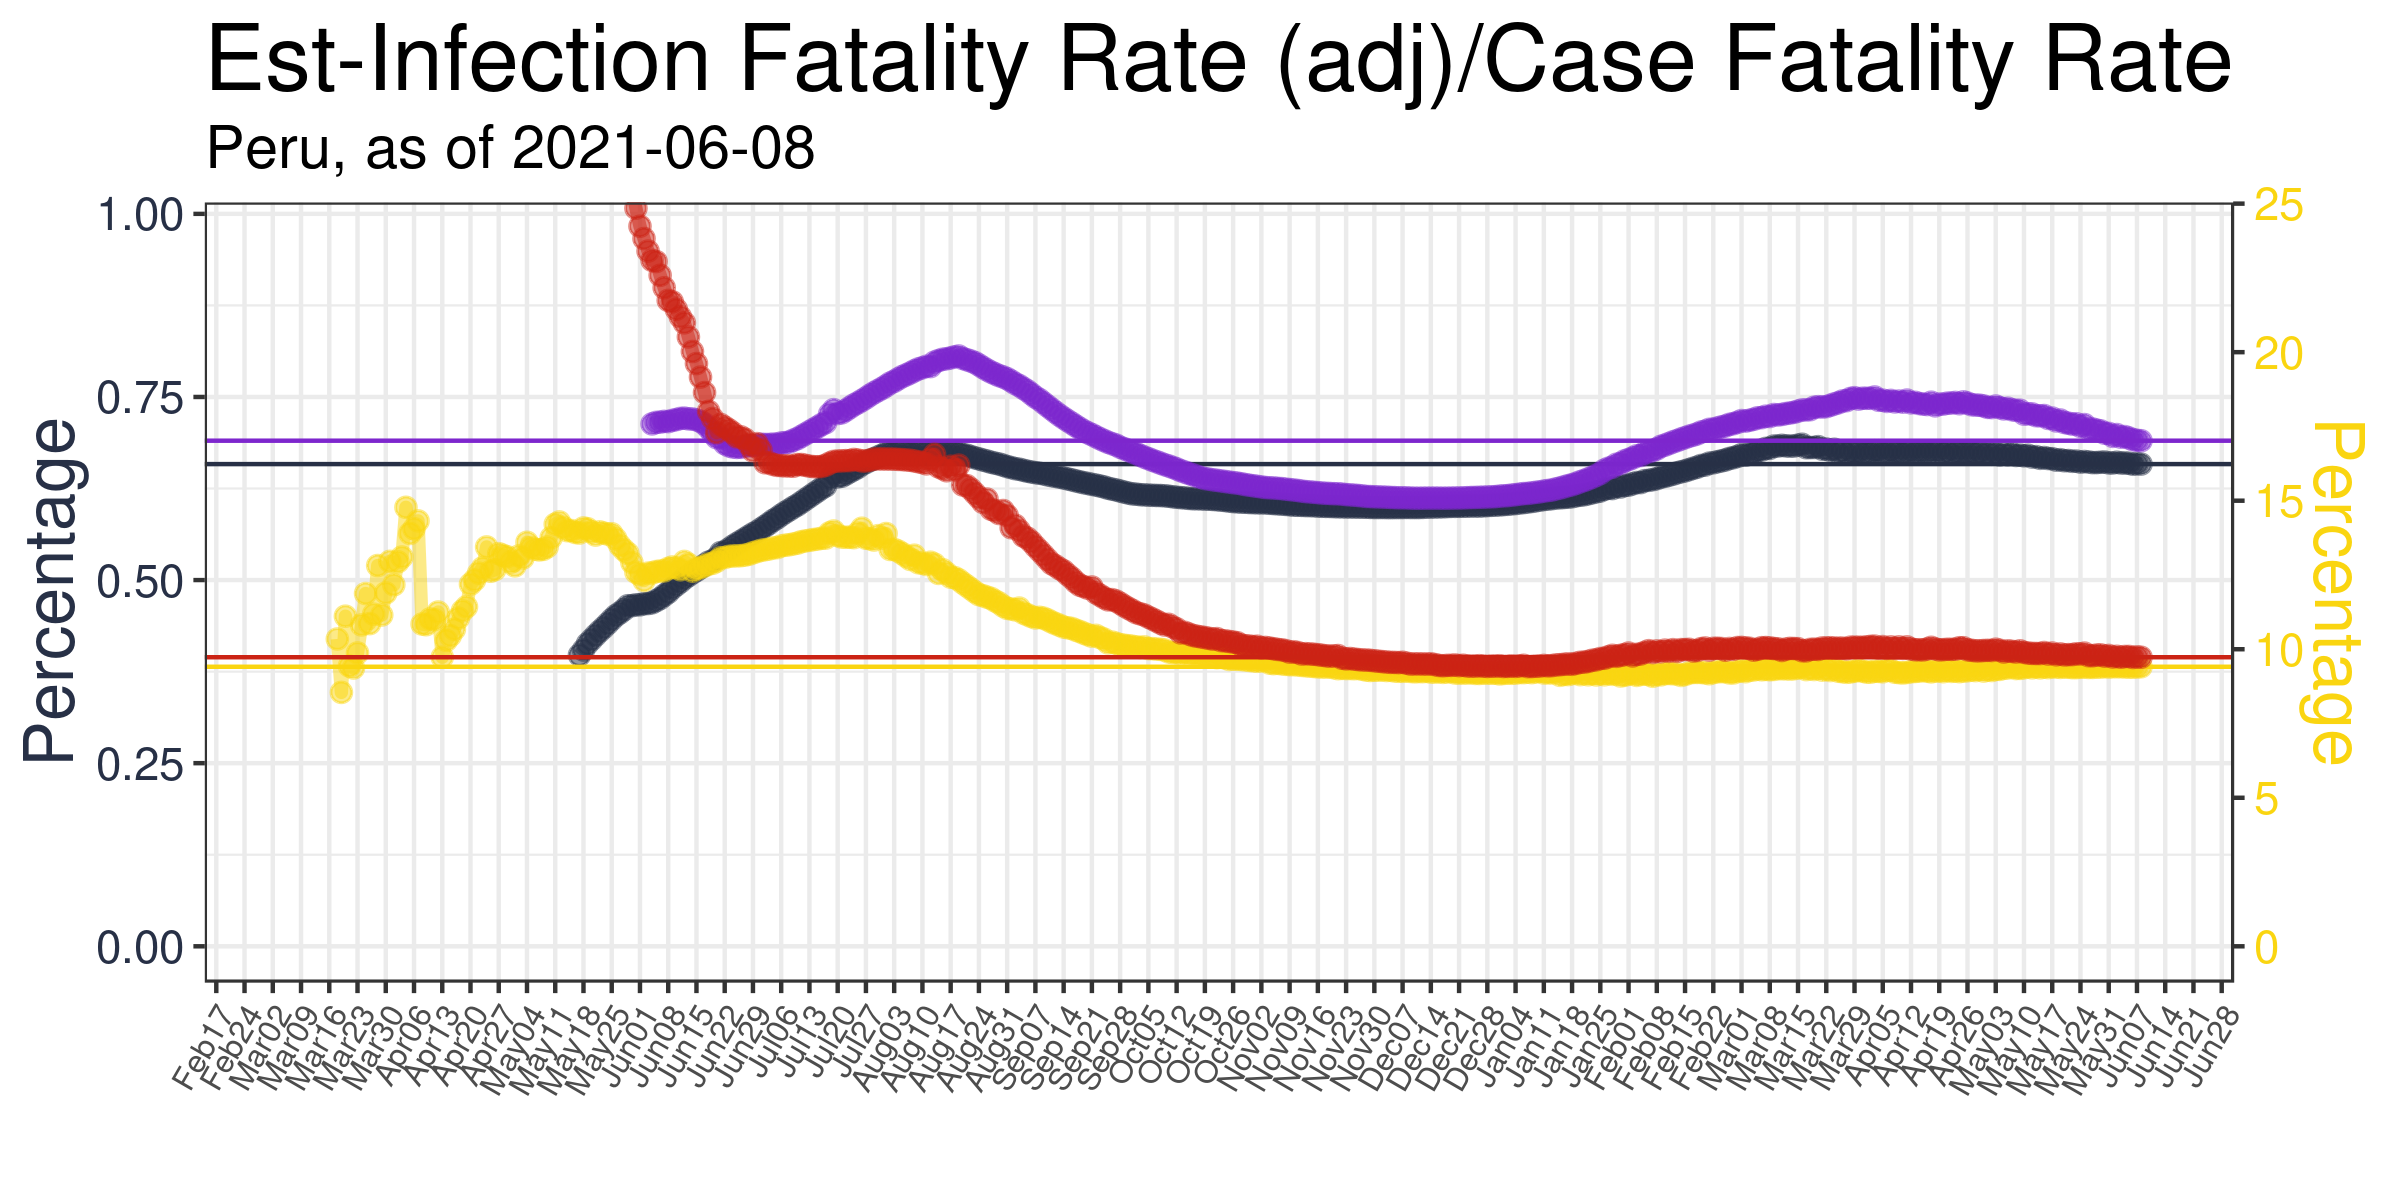 Est-Infection Fatality Rate (adj)/Case Fatality Rate
Peru, as of 2021-06-08
Percentage
1.00
0.75
0.50
0.25
0.00
25
20
15
10
5
0
Percentage
Feb17
Feb24
Mar02
Mar09
Mar16
Mar23
Mar30
Apr06
Apr13
Apr20
Apr27
May04
May11
May18
May25
Jun01
Jun08
Jun15
Jun22
Jun29
Jul06
Jul13
Jul20
Jul27
Aug03
Aug10
Aug17
Aug24
Aug31
Sep07
Sep14
Sep21
Sep28
Oct05
Oct12
Oct19
Oct26
Nov02
Nov09
Nov16
Nov23
Nov30
Dec07
Dec14
Dec21
Dec28
Jan04
Jan11
Jan18
Jan25
Feb01
Feb08
Feb15
Feb22
Mar01
Mar08
Mar15
Mar22
Mar29
Apr05
Apr12
Apr19
Apr26
May03
May10
May17
May24
May31
Jun07
Jun14
Jun21
Jun28